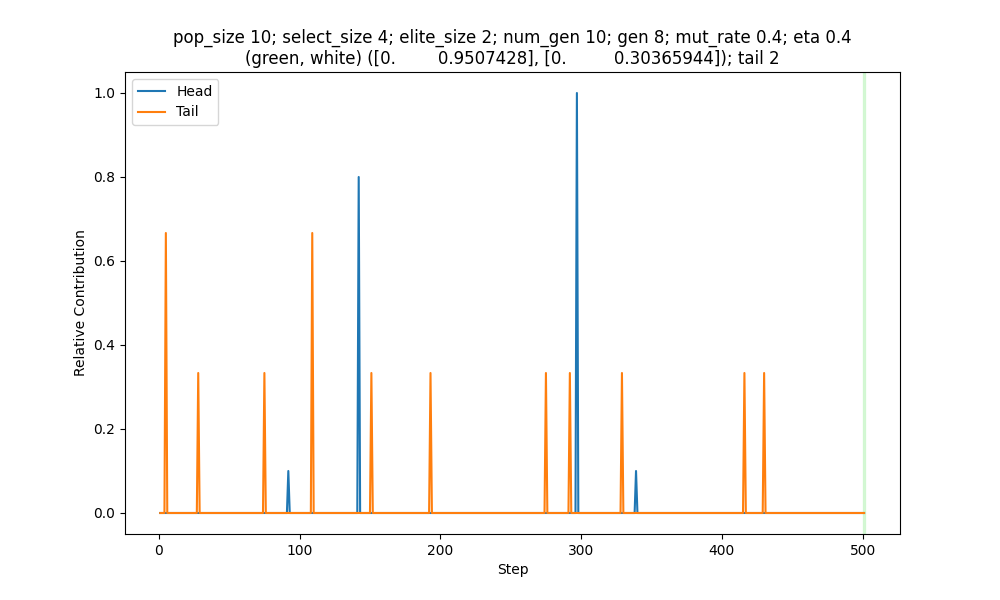 pop_size 10; select_size 4; elite_size 2; num_gen 10; gen 8; mut_rate 0.4; eta 0.4
(green, white) ([0. 0.9507428], [0. 0.30365944]); tail 2
Head
Tail
1.0
0.8
0.6
0.4
0.2
0.0
Relative Contribution
0 100 200 300 400 500
Step